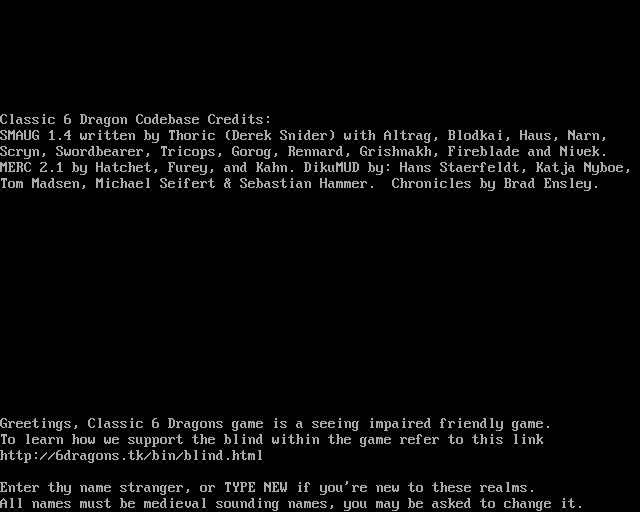 Classic 6 Dragon Codebase Credits:
SMAUG 1.4 written by Thoric (Derek Snider) with Altrag, Blodkai, Haus, Narn,
Scryn, Swordbearer, Tricops, Gorog, Rennard, Grishnakh, Fireblade and Nivek.
MERC 2.1 by Hatchet, Furey, and Kahn. DikuMUD by: Hans Staerfeldt, Katja Nyboe,
Tom Madsen, Michael Seifert & Sebastian Hammer.  Chronicles by Brad Ensley.
Greetings, Classic 6 Dragons game is a seeing impaired friendly game.
To learn how we support the blind within the game refer to this link
http://6dragons.tk/bin/blind.html
Enter thy name stranger, or TYPE NEW if you're new to these realms.
All names must be medieval sounding names, you may be asked to change it.